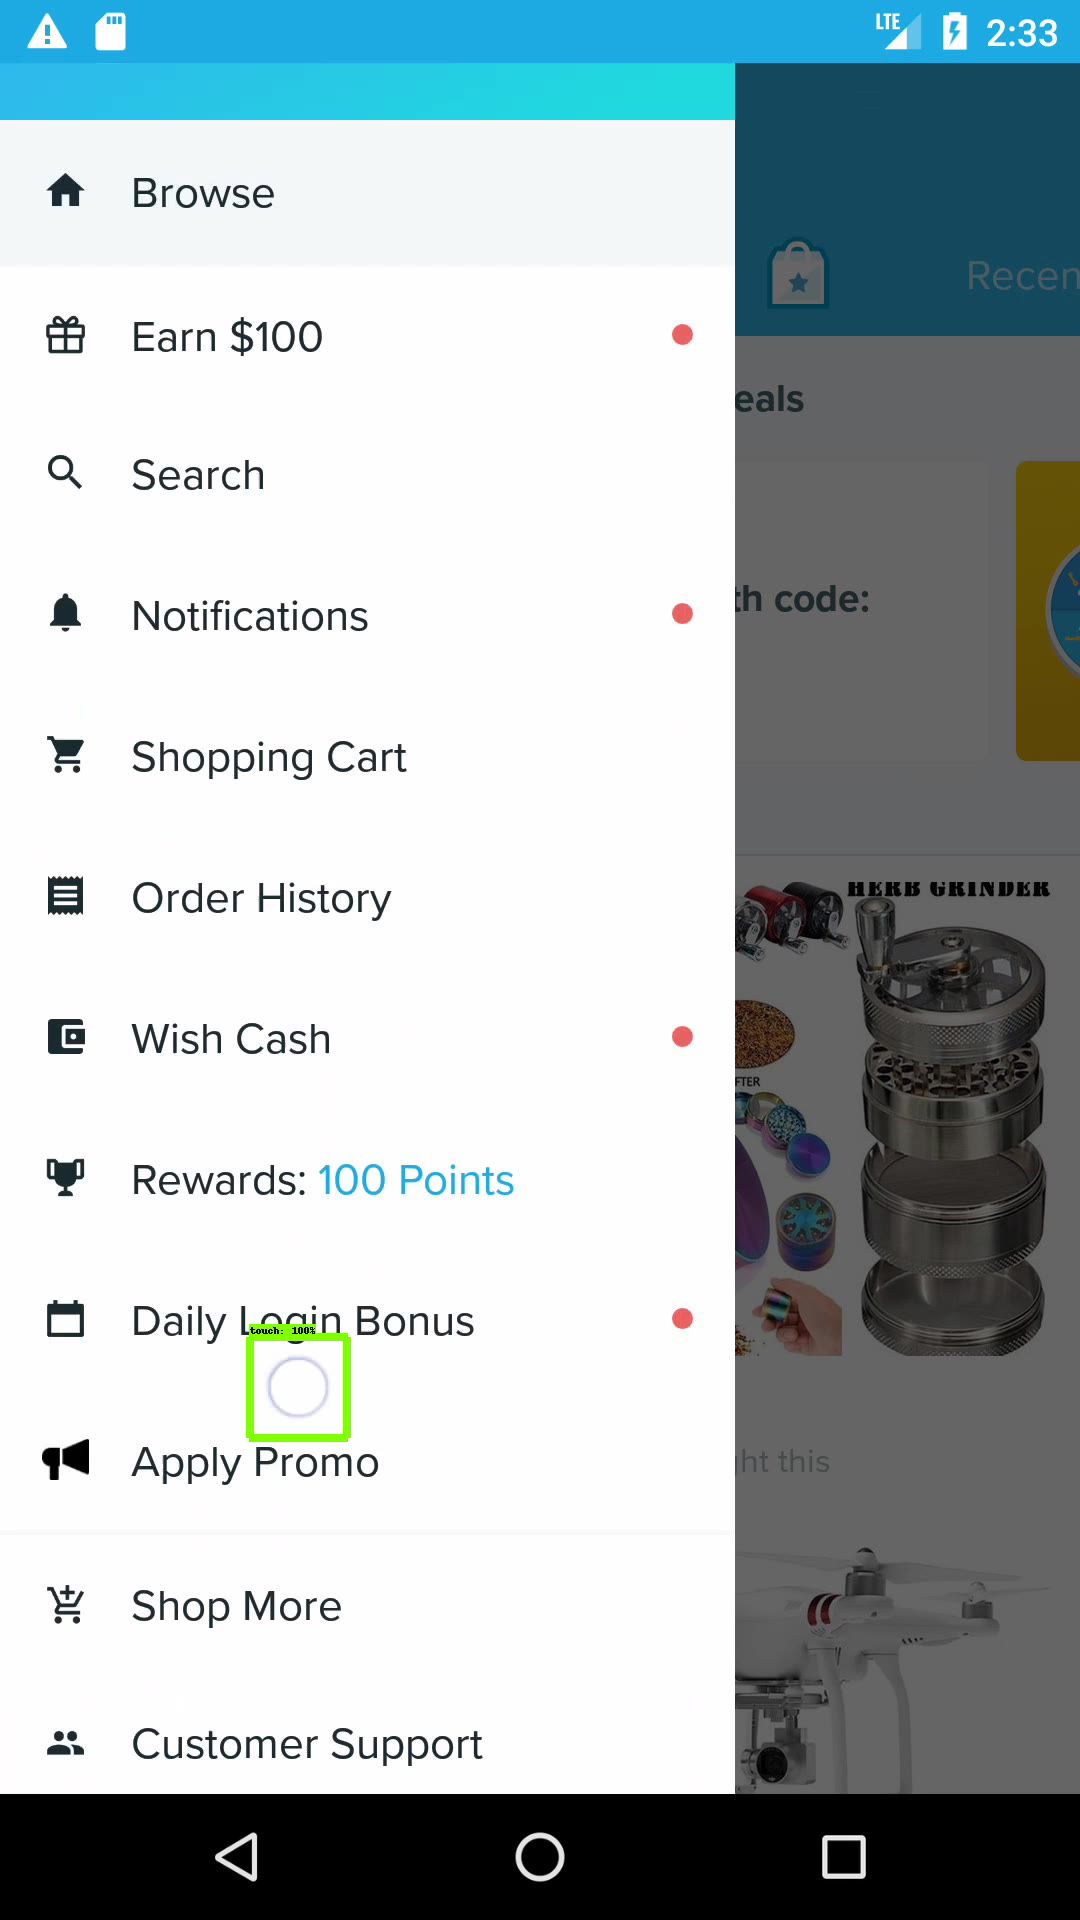 LTE 2:33
Browse
Recen
Earn $100
eals
Search
th code:
Notifications
Shopping Cart
HERB GRINDER
Order History
Wish Cash
FTER
Rewards: 100 Points
Daily Login Bonus
touch: 100%
Apply Promo
ght this
Shop More
Customer Support